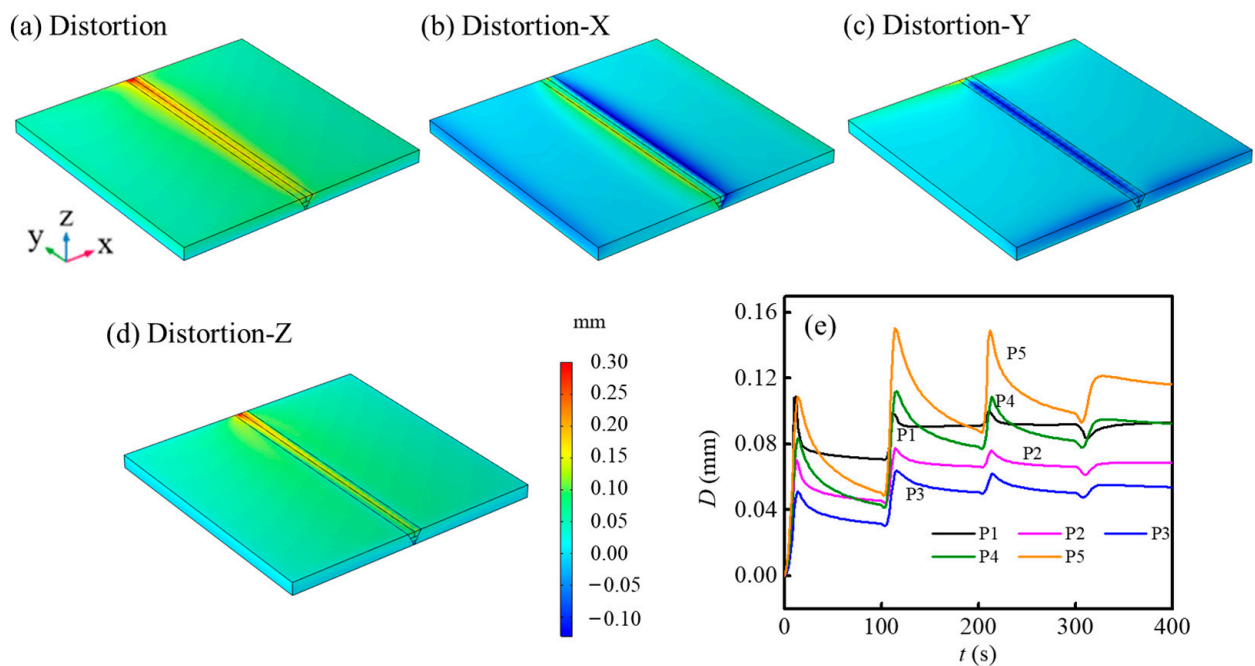 (a) Distortion
(b) Distortion-X
(c) Distortion-Y
z
y
x
(d) Distortion-Z
mm
0.30
0.20
0.20
0.10
0.10
0.05
0.00
−0.05
−0.10
(e)
D (mm)
0.16
0.12
0.08
0.04
0.00
P5
P4
P1
P2
P3
P1
P2
P3
P4
P5
0
100
200
300
400
t (s)